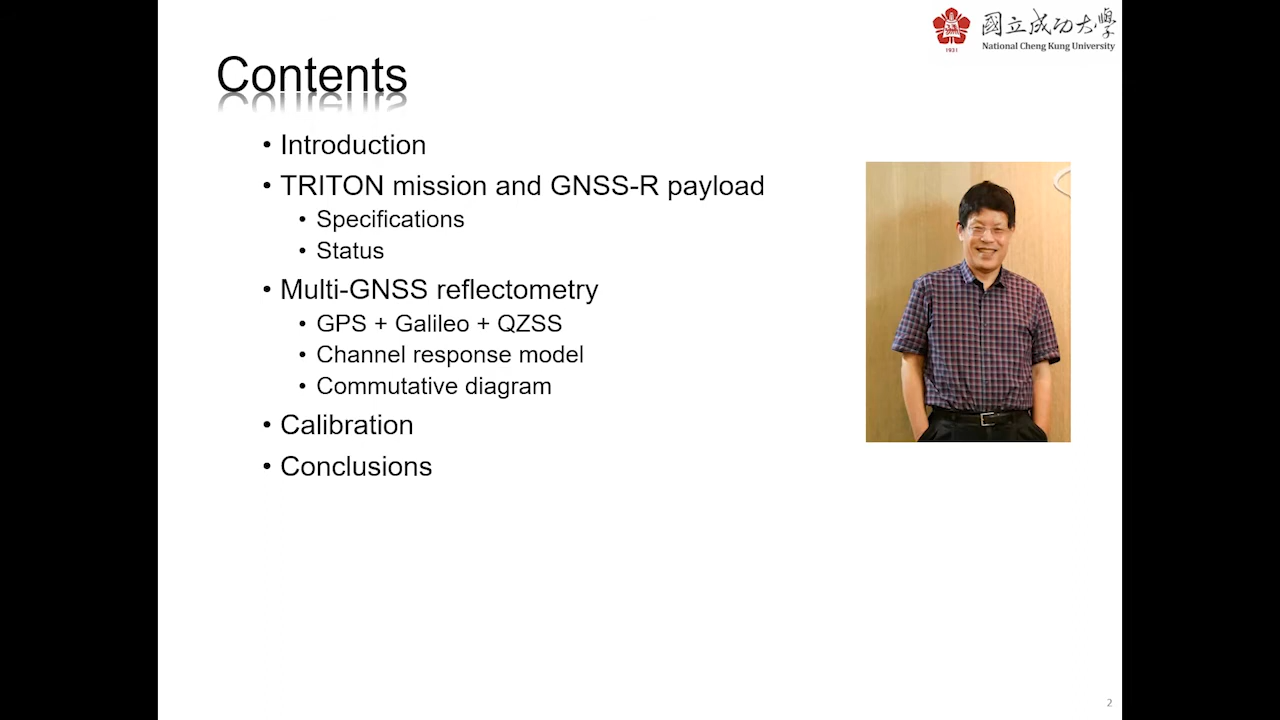 國立成功大學
1931
National Cheng Kung University
Contents
• Introduction
• TRITON mission and GNSS-R payload
• Specifications
• Status
• Multi-GNSS reflectometry
• GPS + Galileo + QZSS
• Channel response model
• Commutative diagram
• Calibration
• Conclusions
2